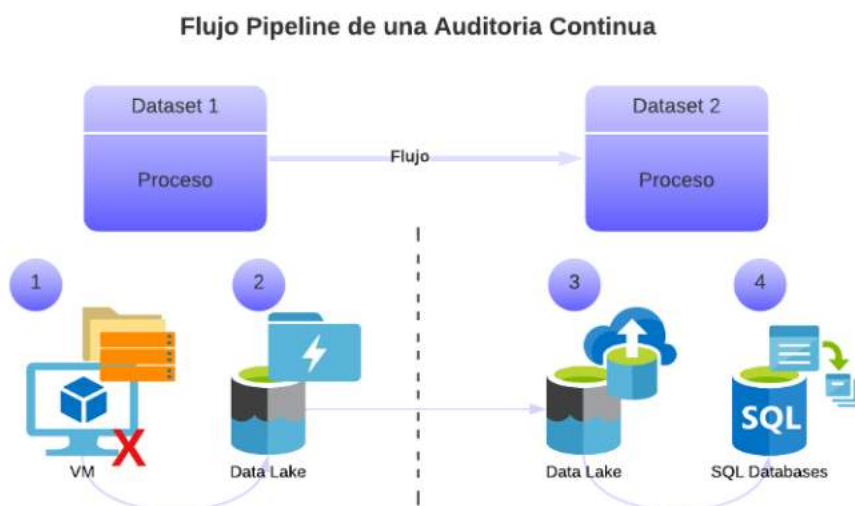 Flujo Pipeline de una Auditoria Continua
Dataset 1
Proceso
Flujo
Dataset 2
Proceso
1
2
3
4
SQL
VM
Data Lake
Data Lake
SQL Databases